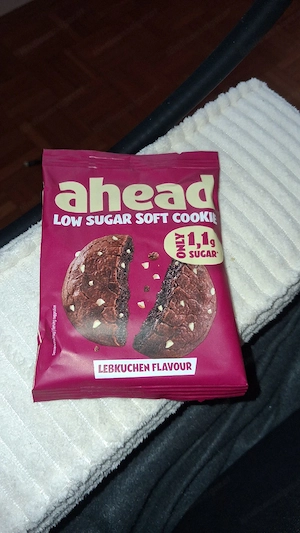 ahead
LOW SUGAR SOFT COOKIE
ONLY
1,1g
SUGAR*
LEBKUCHEN FLAVOUR